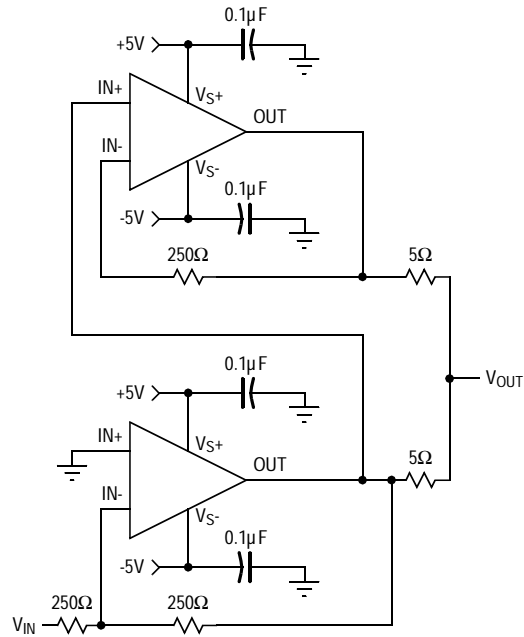 0.1µF
+5V
IN+
VS+
OUT
IN-
VS-
0.1µF
-5V
250Ω
5Ω
0.1µF
+5V
VOUT
IN+
VS+
OUT
5Ω
IN-
VS-
0.1µF
-5V
250Ω
250Ω
VIN